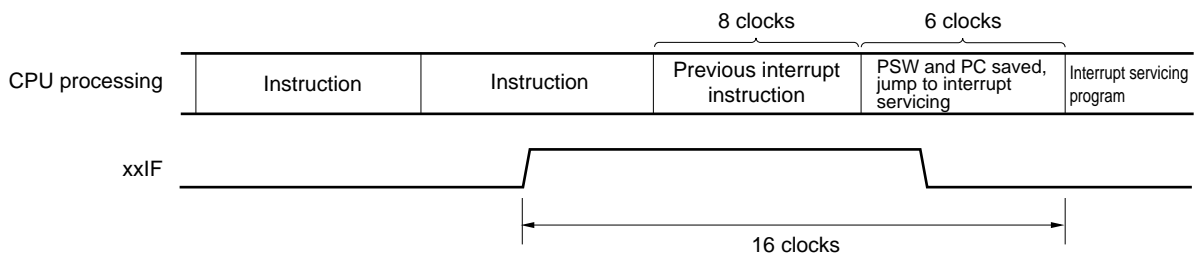 8 clocks
6 clocks
CPU processing
Instruction
Instruction
Previous interrupt
instruction
PSW and PC saved,
jump to interrupt
servicing
Interrupt servicing
program
xxIF
16 clocks